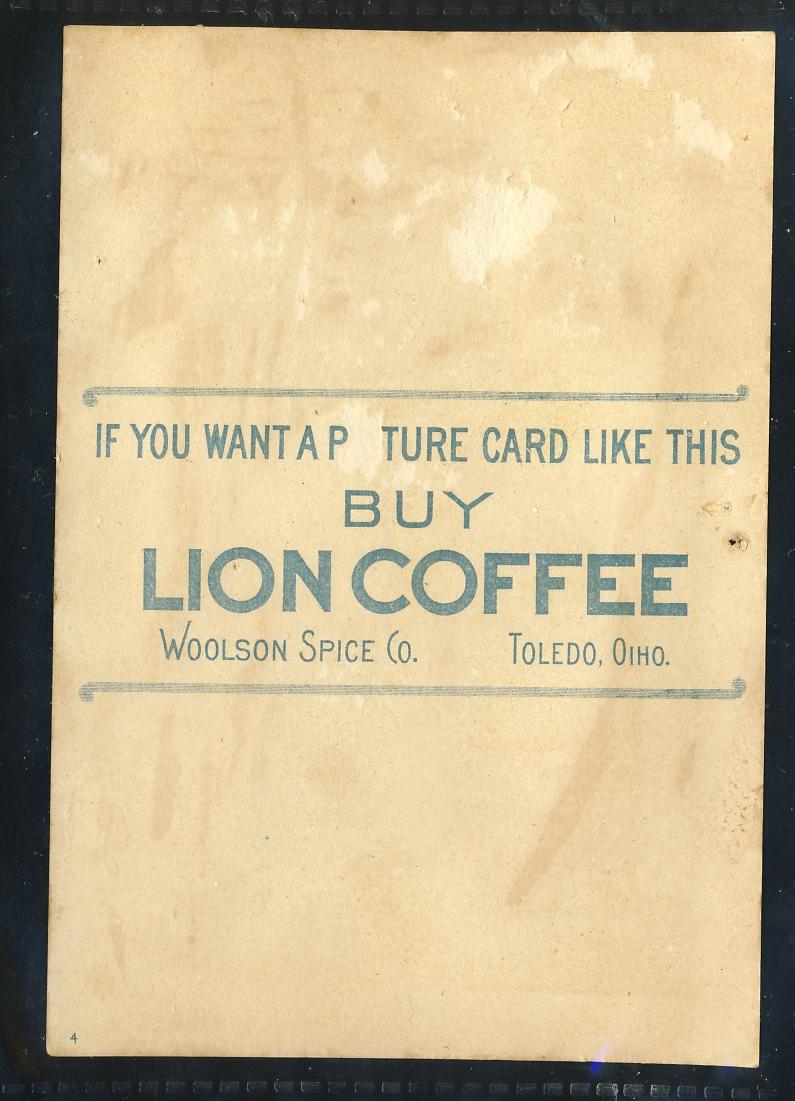 IF YOU WANT A P TURE CARD LIKE THIS
BUY
LION COFFEE
WOOLSON SPICE CO. TOLEDO, OIHO.
4